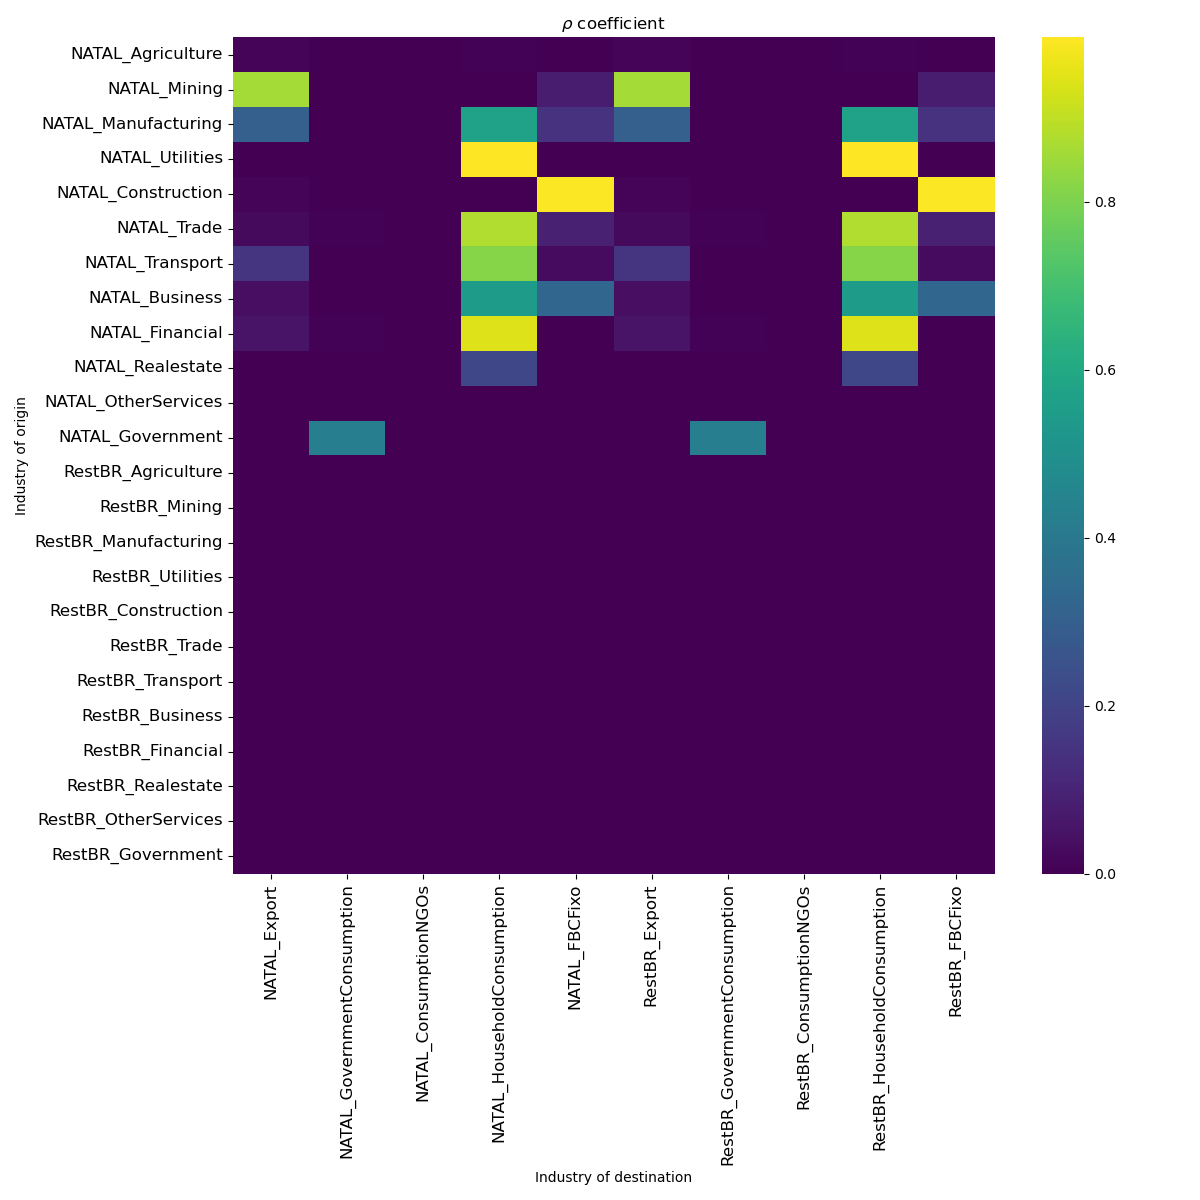 ρ coefficient
NATAL_Agriculture
NATAL_Mining
NATAL_Manufacturing
NATAL_Utilities
NATAL_Construction
NATAL_Trade
NATAL_Transport
NATAL_Business
NATAL_Financial
NATAL_Realestate
NATAL_OtherServices
NATAL_Government
RestBR_Agriculture
RestBR_Mining
RestBR_Manufacturing
RestBR_Utilities
RestBR_Construction
RestBR_Trade
RestBR_Transport
RestBR_Business
RestBR_Financial
RestBR_Realestate
RestBR_OtherServices
RestBR_Government
Industry of origin
NATAL_Export
NATAL_GovernmentConsumption
NATAL_ConsumptionNGOs
NATAL_HouseholdConsumption
NATAL_FBCFixo
RestBR_Export
RestBR_GovernmentConsumption
RestBR_ConsumptionNGOs
RestBR_HouseholdConsumption
RestBR_FBCFixo
Industry of destination
0.8
0.6
0.4
0.2
0.0